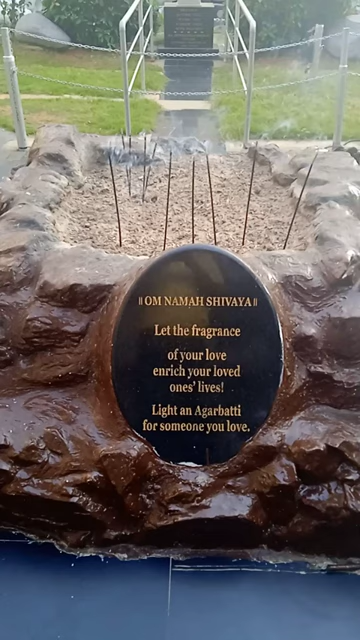 ॥ OM NAMAH SHIVAYA ॥
Let the fragrance
of your love
enrich your loved
ones' lives!
Light an Agarbatti
for someone you love.